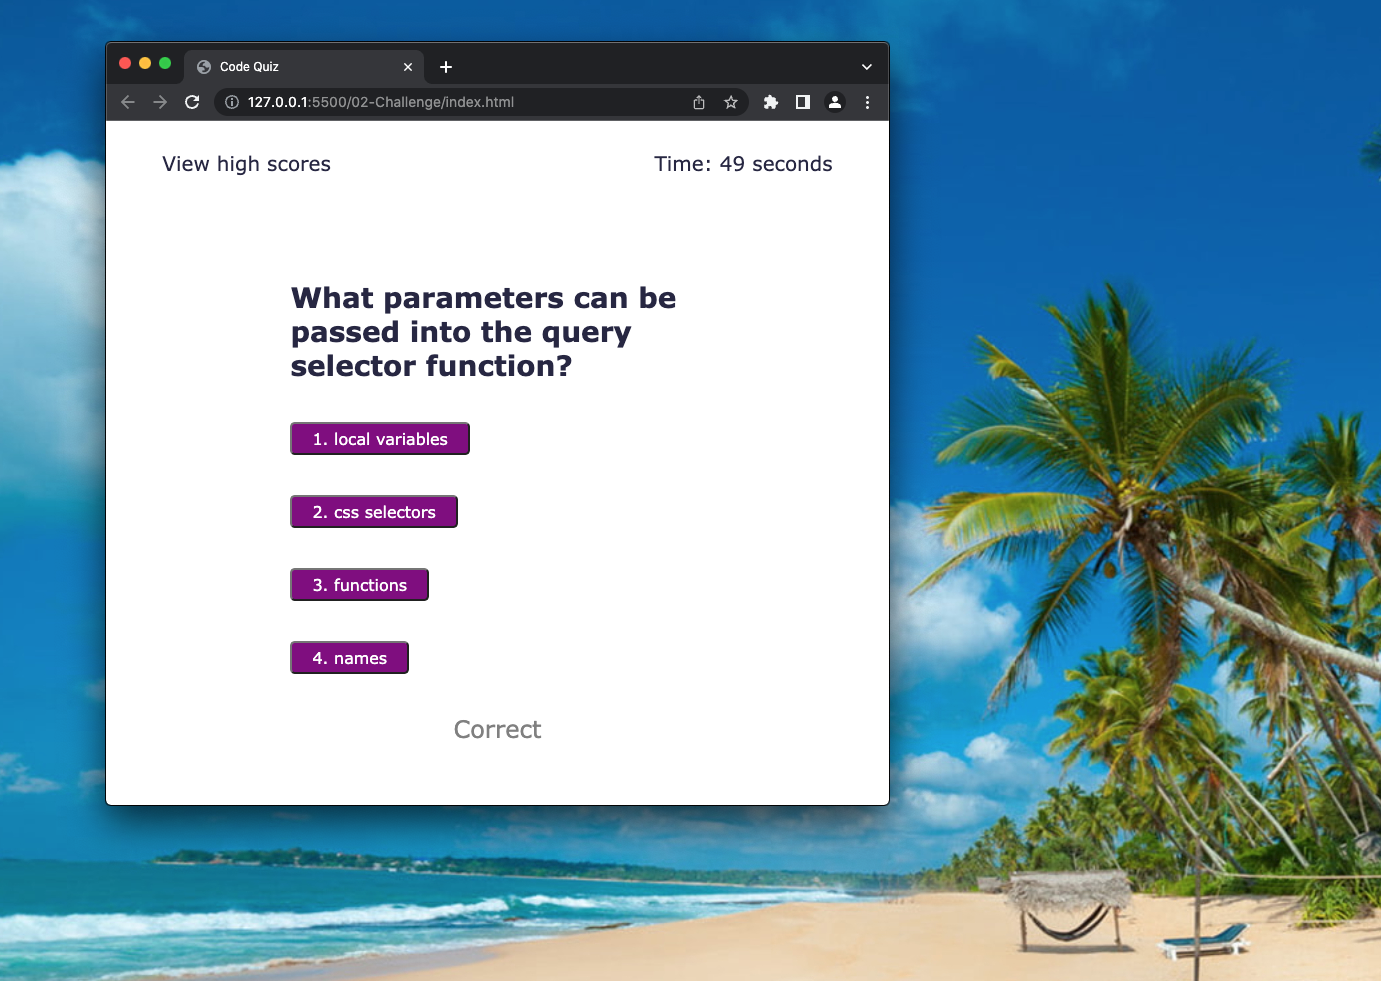 Code Quiz
127.0.0.1:5500/02-Challenge/index.html
View high scores
Time: 49 seconds
What parameters can be
passed into the query
selector function?
1. local variables
2. css selectors
3. functions
4. names
Correct